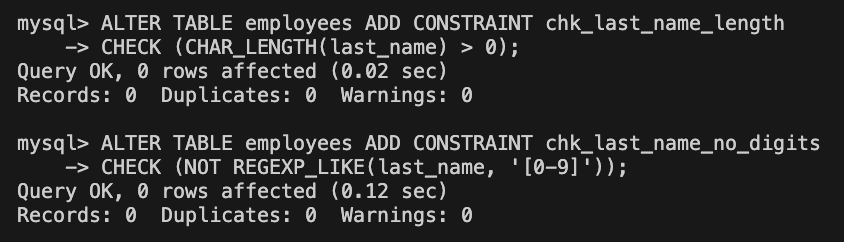 mysql> ALTER TABLE employees ADD CONSTRAINT chk_last_name_length
    -> CHECK (CHAR_LENGTH(last_name) > 0);
Query OK, 0 rows affected (0.02 sec)
Records: 0  Duplicates: 0  Warnings: 0

mysql> ALTER TABLE employees ADD CONSTRAINT chk_last_name_no_digits
    -> CHECK (NOT REGEXP_LIKE(last_name, '[0-9]'));
Query OK, 0 rows affected (0.12 sec)
Records: 0  Duplicates: 0  Warnings: 0